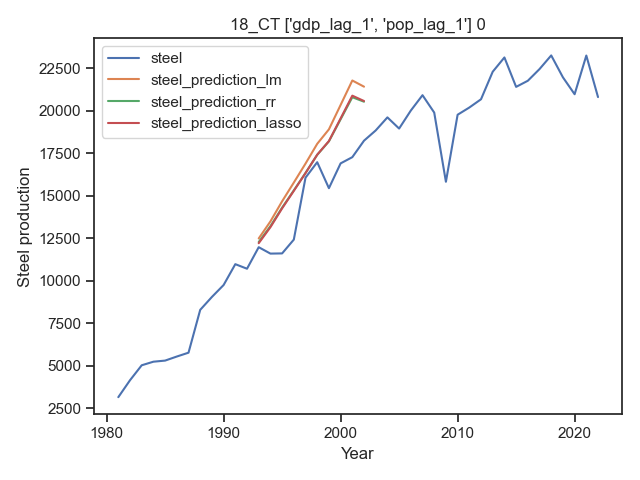 18_CT ['gdp_lag_1', 'pop_lag_1'] 0
steel
steel_prediction_lm
steel_prediction_rr
steel_prediction_lasso
Steel production
22500
20000
17500
15000
12500
10000
7500
5000
2500
1980
1990
2000
2010
2020
Year